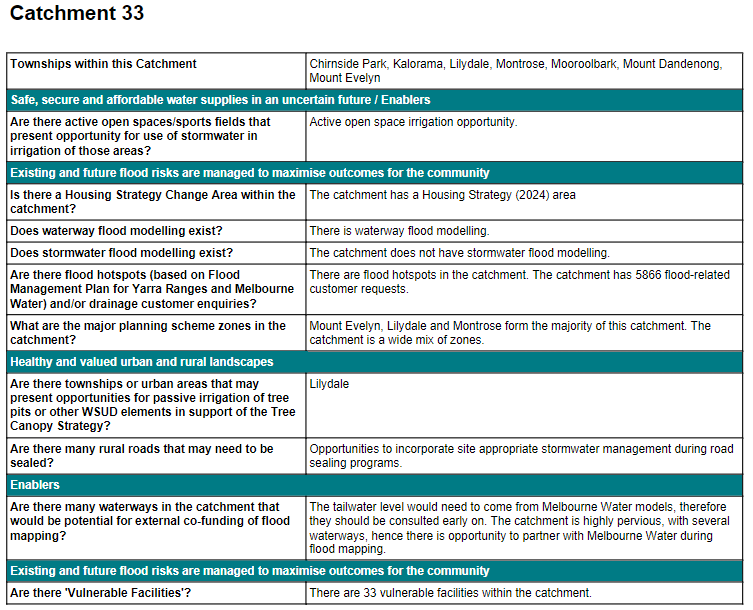 Catchment 33
Townships within this Catchment
Chirnside Park, Kalorama, Lilydale, Montrose, Mooroolbark, Mount Dandenong,
Mount Evelyn
Safe, secure and affordable water supplies in an uncertain future / Enablers
Are there active open spaces/sports fields that
present opportunity for use of stormwater in
irrigation of those areas?
Active open space irrigation opportunity.
Existing and future flood risks are managed to maximise outcomes for the community
Is there a Housing Strategy Change Area within the
catchment?
The catchment has a Housing Strategy (2024) area
Does waterway flood modelling exist?
There is waterway flood modelling.
Does stormwater flood modelling exist?
The catchment does not have stormwater flood modelling.
Are there flood hotspots (based on Flood
Management Plan for Yarra Ranges and Melbourne
Water) and/or drainage customer enquiries?
There are flood hotspots in the catchment. The catchment has 5866 flood-related
customer requests.
What are the major planning scheme zones in the
catchment?
Mount Evelyn, Lilydale and Montrose form the majority of this catchment. The
catchment is a wide mix of zones.
Healthy and valued urban and rural landscapes
Are there townships or urban areas that may
present opportunities for passive irrigation of tree
pits or other WSUD elements in support of the Tree
Canopy Strategy?
Lilydale
Are there many rural roads that may need to be
sealed?
Opportunities to incorporate site appropriate stormwater management during road
sealing programs.
Enablers
Are there many waterways in the catchment that
would be potential for external co-funding of flood
mapping?
The tailwater level would need to come from Melbourne Water models, therefore
they should be consulted early on. The catchment is highly pervious, with several
waterways, hence there is opportunity to partner with Melbourne Water during
flood mapping.
Existing and future flood risks are managed to maximise outcomes for the community
Are there 'Vulnerable Facilities'?
There are 33 vulnerable facilities within the catchment.